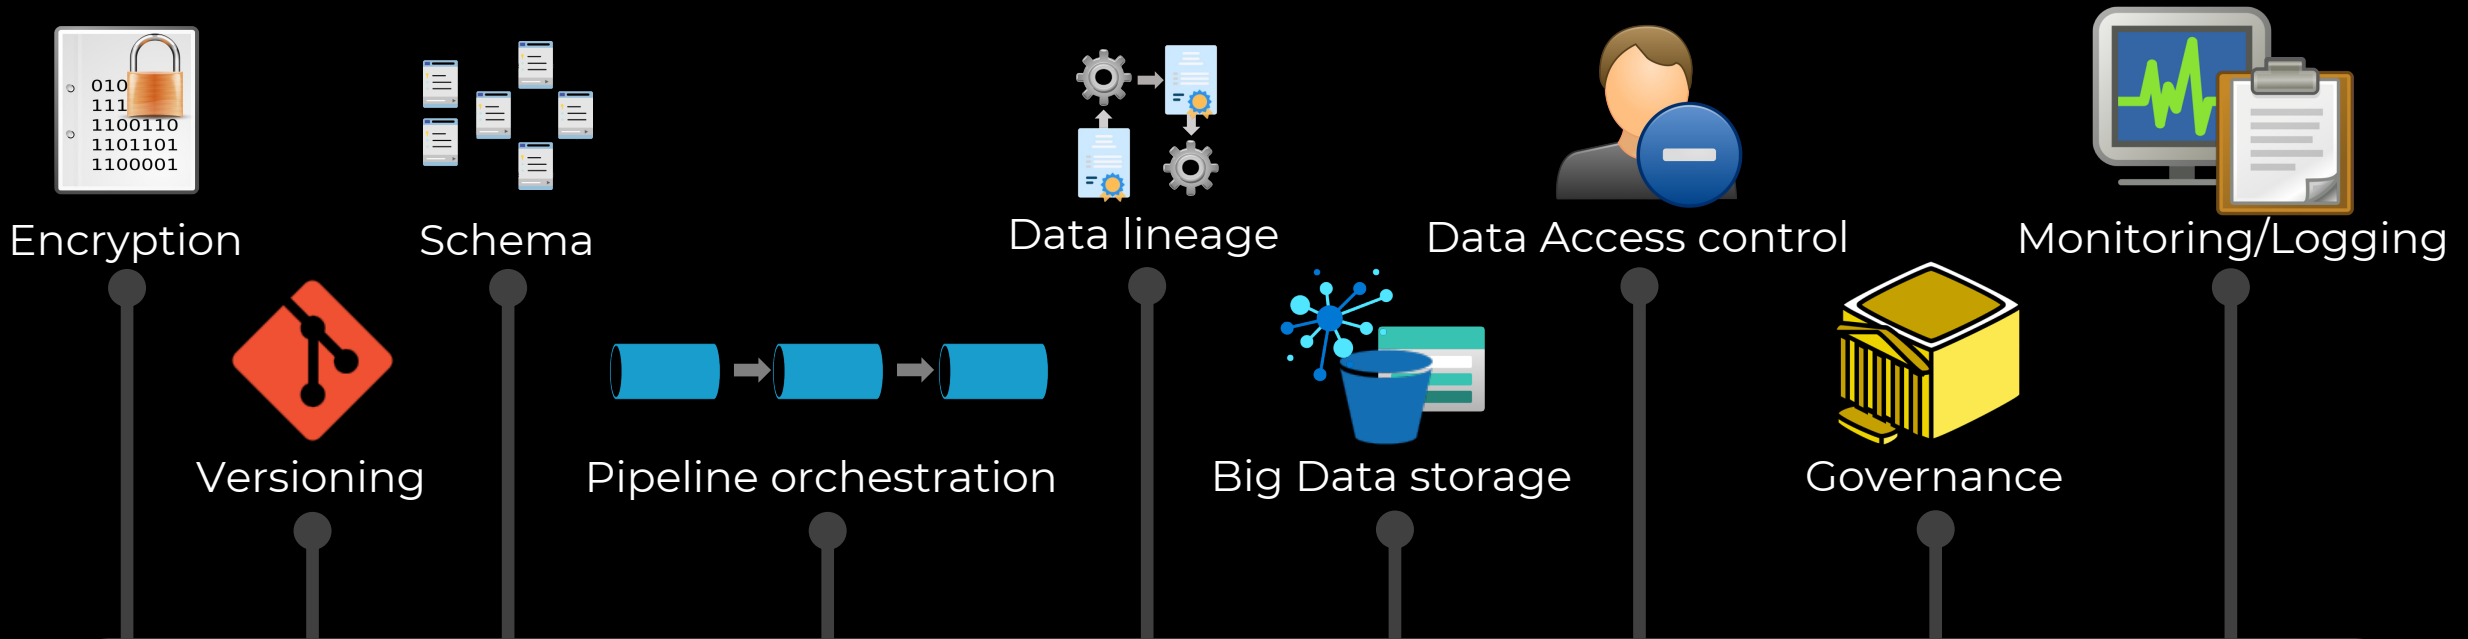 010
111
1100110
1101101
1100001
Encryption
Versioning
Schema
Pipeline orchestration
Data lineage
Big Data storage
Data Access control
Governance
Monitoring/Logging